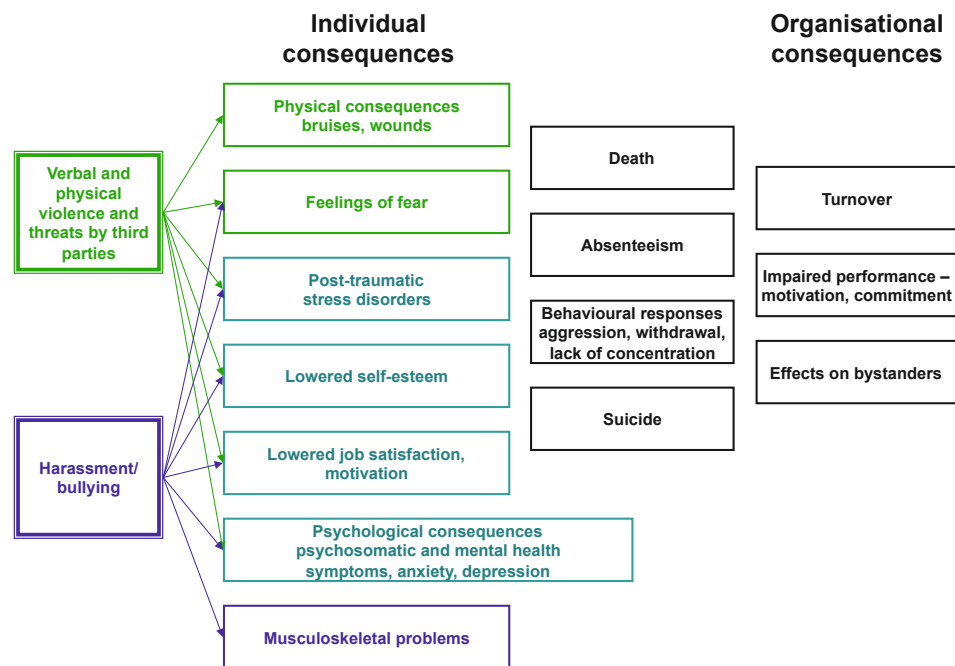 Individual
consequences
Organisational
consequences
Verbal and
physical
violence and
threats by third
parties
Harassment/
bullying
Physical consequences
bruises, wounds
Feelings of fear
Post-traumatic
stress disorders
Lowered self-esteem
Lowered job satisfaction,
motivation
Psychological consequences
psychosomatic and mental health
symptoms, anxiety, depression
Musculoskeletal problems
Death
Absenteeism
Behavioural responses
aggression, withdrawal,
lack of concentration
Suicide
Turnover
Impaired performance –
motivation, commitment
Effects on bystanders